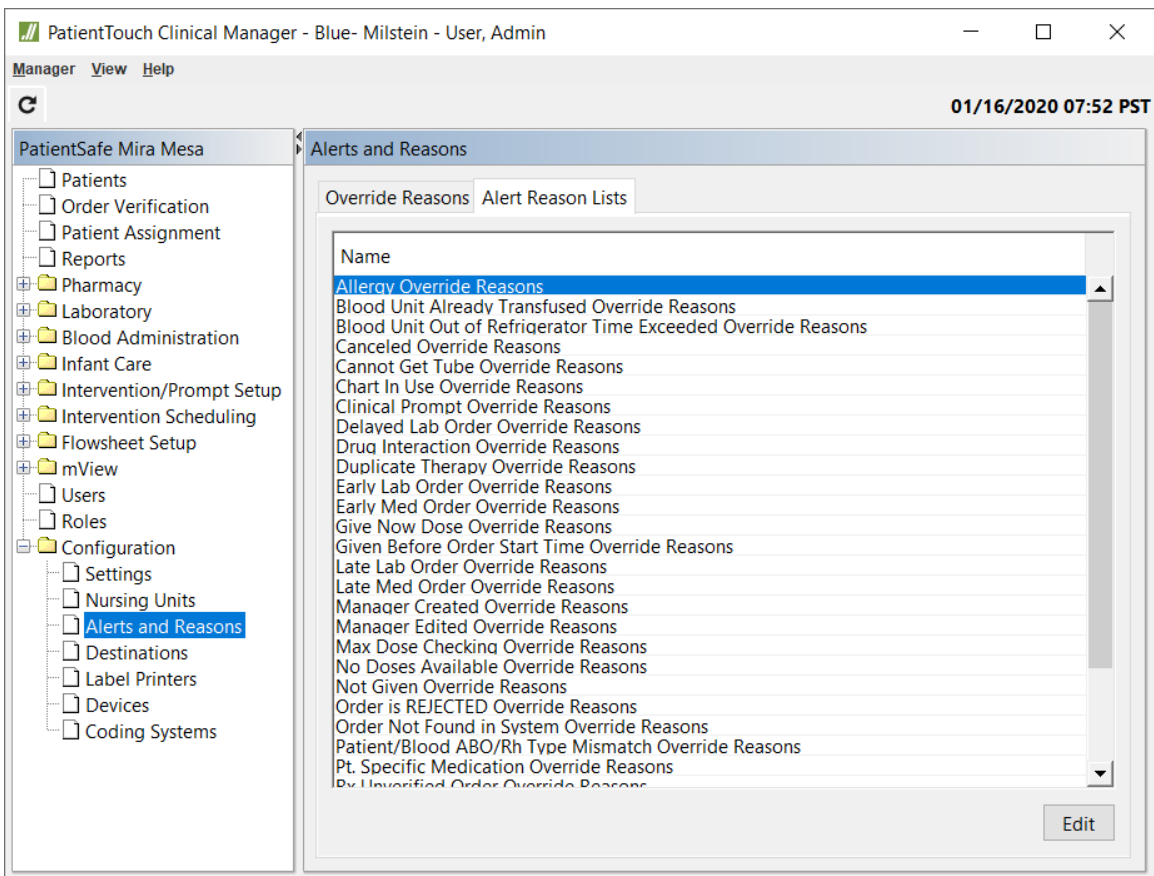 PatientTouch Clinical Manager - Blue- Milstein - User, Admin
Manager View Help
01/16/2020 07:52 PST
PatientSafe Mira Mesa
Patients
Order Verification
Patient Assignment
Reports
Pharmacy
Laboratory
Blood Administration
Infant Care
Intervention/Prompt Setup
Intervention Scheduling
Flowsheet Setup
mView
Users
Roles
Configuration
Settings
Nursing Units
Alerts and Reasons
Destinations
Label Printers
Devices
Coding Systems
Alerts and Reasons
Override Reasons Alert Reason Lists
Name
Allergy Override Reasons
Blood Unit Already Transfused Override Reasons
Blood Unit Out of Refrigerator Time Exceeded Override Reasons
Canceled Override Reasons
Cannot Get Tube Override Reasons
Chart In Use Override Reasons
Clinical Prompt Override Reasons
Delayed Lab Order Override Reasons
Drug Interaction Override Reasons
Duplicate Therapy Override Reasons
Early Lab Order Override Reasons
Early Med Order Override Reasons
Give Now Dose Override Reasons
Given Before Order Start Time Override Reasons
Late Lab Order Override Reasons
Late Med Order Override Reasons
Manager Created Override Reasons
Manager Edited Override Reasons
Max Dose Checking Override Reasons
No Doses Available Override Reasons
Not Given Override Reasons
Order is REJECTED Override Reasons
Order Not Found in System Override Reasons
Patient/Blood ABO/Rh Type Mismatch Override Reasons
Pt. Specific Medication Override Reasons
Rx Unverified Order Override Reasons
Edit